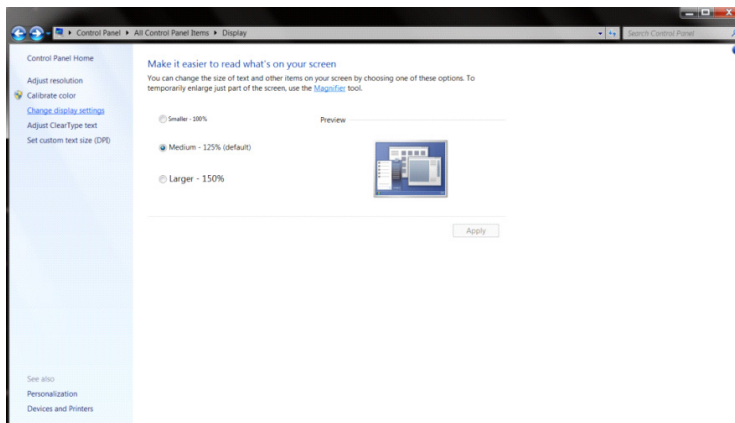 Control Panel ▸ All Control Panel Items ▸ Display
Search Control Panel
Control Panel Home
Adjust resolution
Calibrate color
Change display settings
Adjust ClearType text
Set custom text size (DPI)
Make it easier to read what's on your screen
You can change the size of text and other items on your screen by choosing one of these options. To
temporarily enlarge just part of the screen, use the Magnifier tool.
Smaller - 100%
Preview
Medium - 125% (default)
Larger - 150%
Apply
See also
Personalization
Devices and Printers